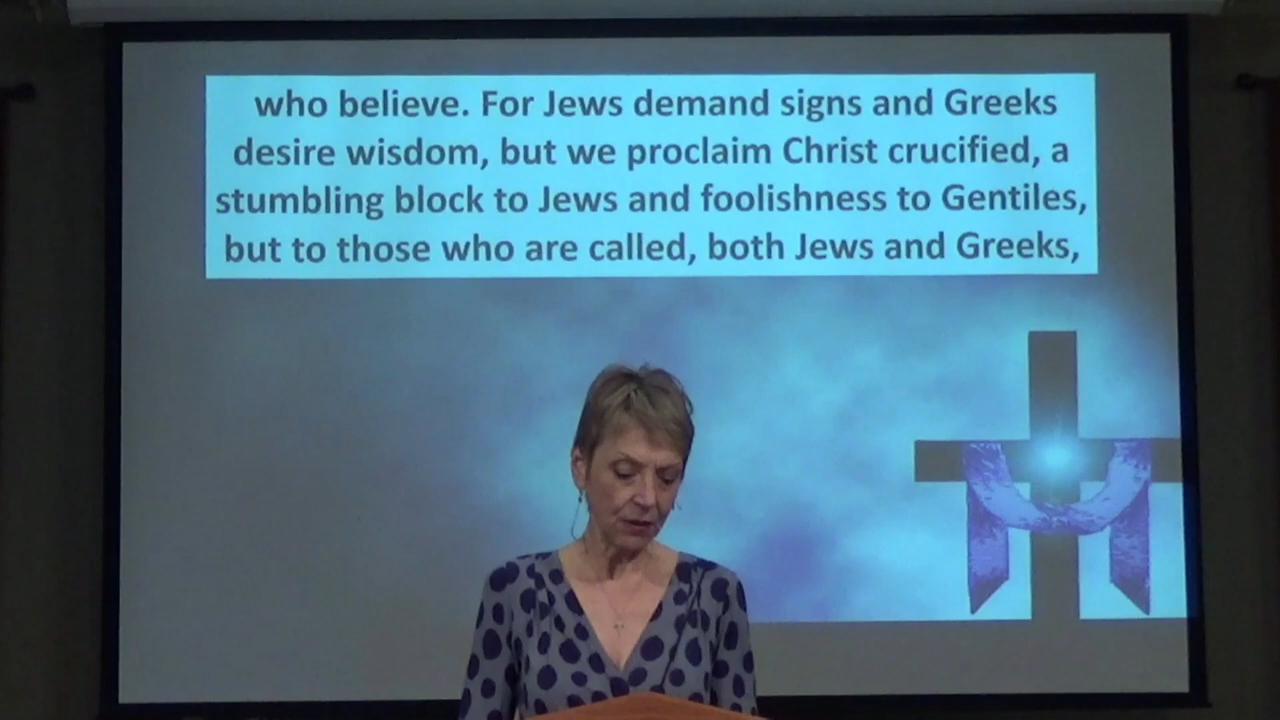 who believe. For Jews demand signs and Greeks
desire wisdom, but we proclaim Christ crucified, a
stumbling block to Jews and foolishness to Gentiles,
but to those who are called, both Jews and Greeks,